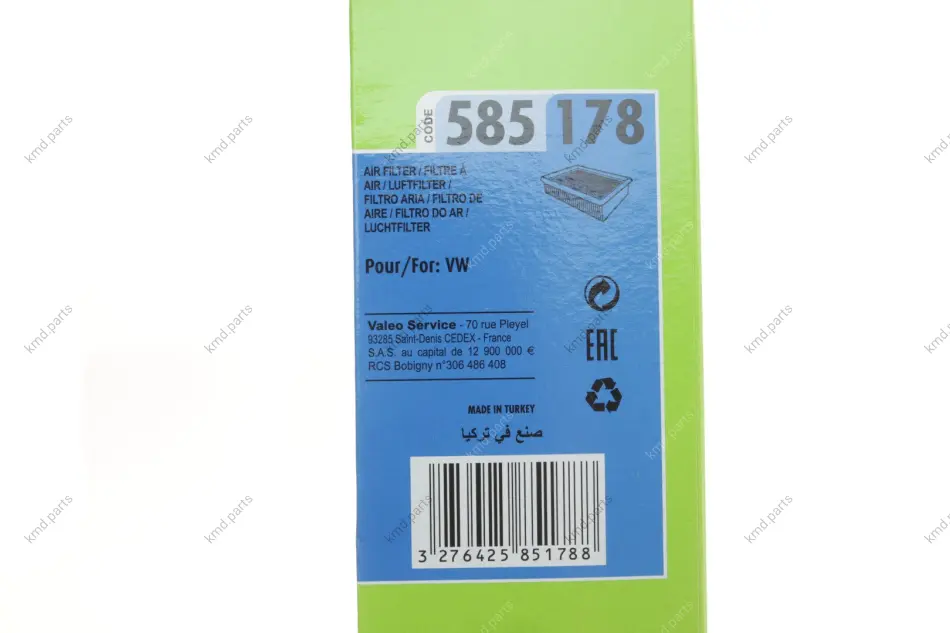 CODE 585 178
AIR FILTER / FILTRE À
AIR / LUFTFILTER /
FILTRO ARIA / FILTRO DE
AIRE / FILTRO DO AR /
LUCHTFILTER
Pour/For: VW
Valeo Service - 70 rue Pleyel
93285 Saint-Denis CEDEX - France
S.A.S. au capital de 12 900 000 €
RCS Bobigny n°306 486 408
EAC
MADE IN TURKEY
صنع في تركيا
3 276425 851788
kmd.parts